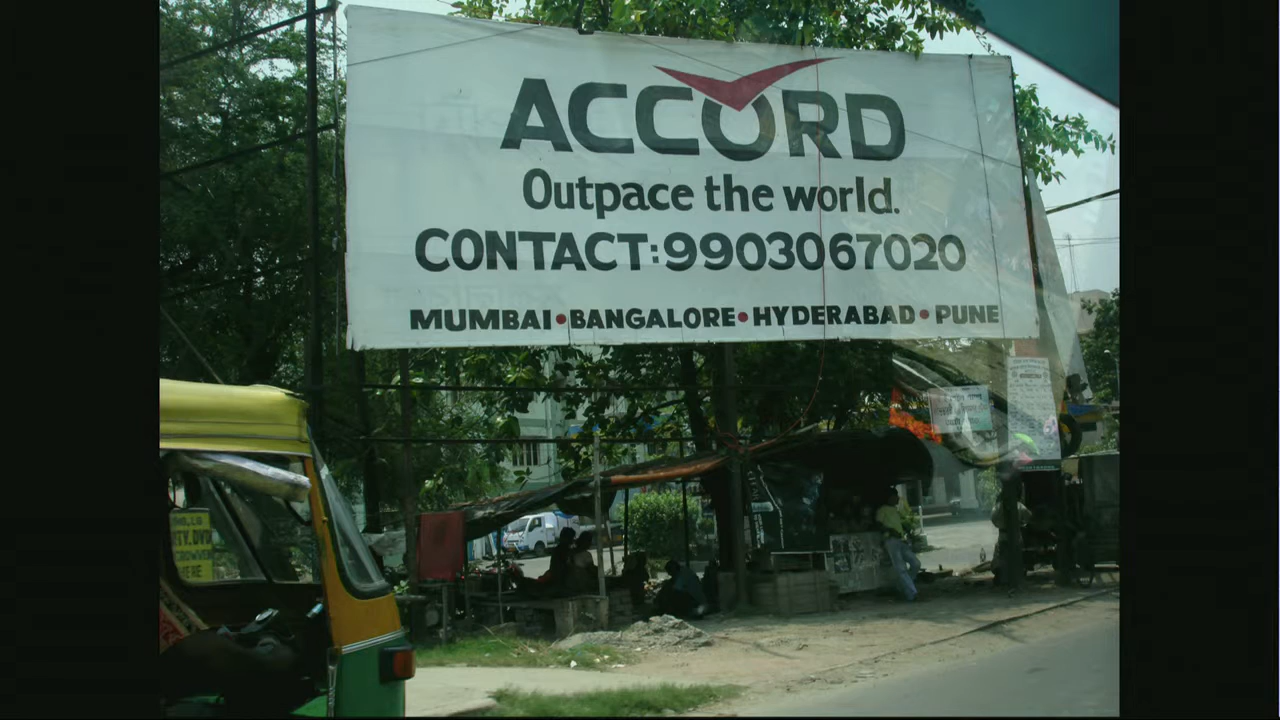 ACCORD
Outpace the world.
CONTACT:9903067020
MUMBAI•BANGALORE•HYDERABAD•PUNE